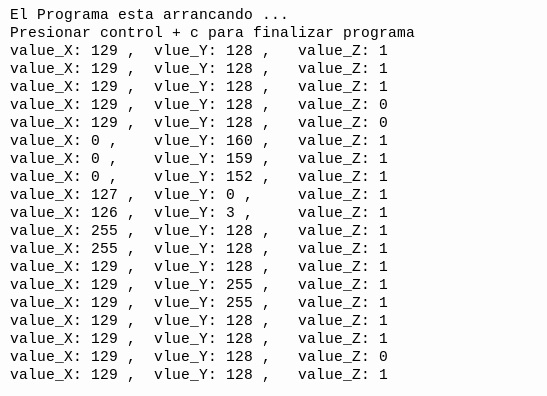 El Programa esta arrancando ...
Presionar control + c para finalizar programa
value_X: 129 ,  vlue_Y: 128 ,   value_Z: 1
value_X: 129 ,  vlue_Y: 128 ,   value_Z: 1
value_X: 129 ,  vlue_Y: 128 ,   value_Z: 1
value_X: 129 ,  vlue_Y: 128 ,   value_Z: 0
value_X: 129 ,  vlue_Y: 128 ,   value_Z: 0
value_X: 0 ,    vlue_Y: 160 ,   value_Z: 1
value_X: 0 ,    vlue_Y: 159 ,   value_Z: 1
value_X: 0 ,    vlue_Y: 152 ,   value_Z: 1
value_X: 127 ,  vlue_Y: 0 ,     value_Z: 1
value_X: 126 ,  vlue_Y: 3 ,     value_Z: 1
value_X: 255 ,  vlue_Y: 128 ,   value_Z: 1
value_X: 255 ,  vlue_Y: 128 ,   value_Z: 1
value_X: 129 ,  vlue_Y: 128 ,   value_Z: 1
value_X: 129 ,  vlue_Y: 255 ,   value_Z: 1
value_X: 129 ,  vlue_Y: 255 ,   value_Z: 1
value_X: 129 ,  vlue_Y: 128 ,   value_Z: 1
value_X: 129 ,  vlue_Y: 128 ,   value_Z: 1
value_X: 129 ,  vlue_Y: 128 ,   value_Z: 0
value_X: 129 ,  vlue_Y: 128 ,   value_Z: 1